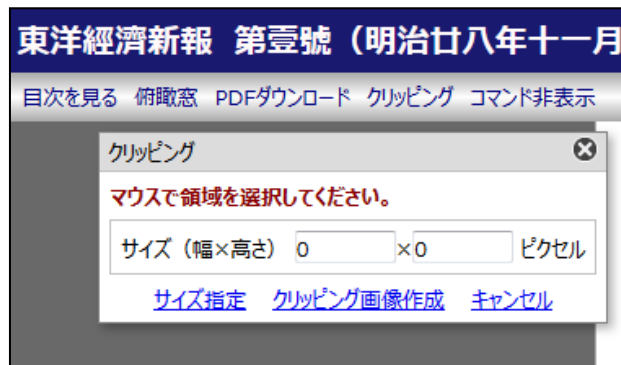 東洋經濟新報 第壹號（明治廿八年十一月
目次を見る 俯瞰窓 PDFダウンロード クリッピング コマンド非表示
クリッピング
マウスで領域を選択してください。
サイズ（幅×高さ） 0 ×0 ピクセル
サイズ指定 クリッピング画像作成 キャンセル